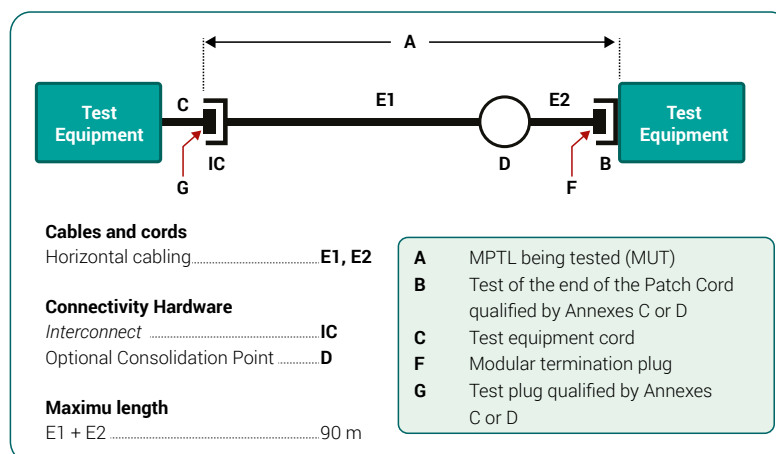 A
Test
Equipment
C
E1
E2
Test
Equipment
G
IC
D
F
B
Cables and cords
Horizontal cabling E1, E2
Connectivity Hardware
Interconnect IC
Optional Consolidation Point D
Maximu length
E1 + E2 90 m
A MPTL being tested (MUT)
B Test of the end of the Patch Cord
qualified by Annexes C or D
C Test equipment cord
F Modular termination plug
G Test plug qualified by Annexes
C or D